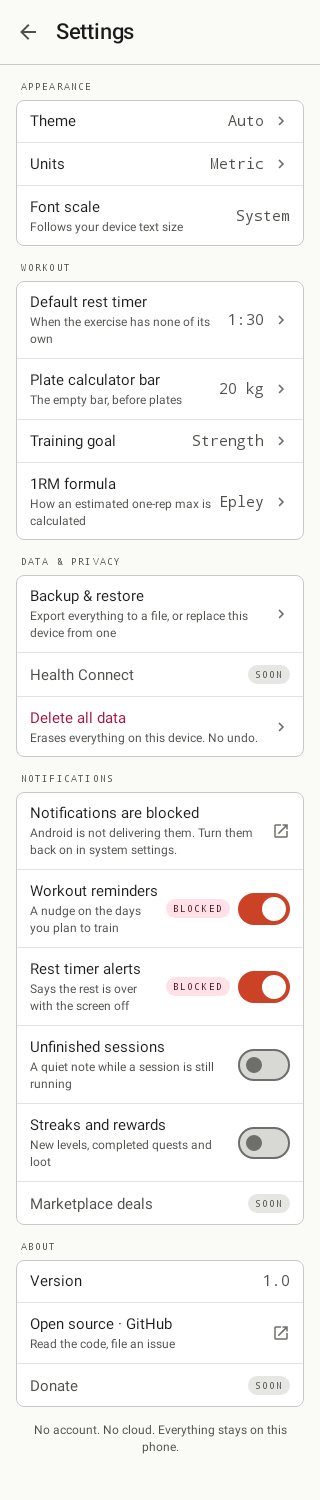 Settings
APPEARANCE
Theme
Auto
Units
Metric
Font scale
Follows your device text size
System
WORKOUT
Default rest timer
When the exercise has none of its
own
1:30
Plate calculator bar
The empty bar, before plates
20 kg
Training goal
Strength
1RM formula
How an estimated one-rep max is
calculated
Epley
DATA & PRIVACY
Backup & restore
Export everything to a file, or replace this
device from one
Health Connect
SOON
Delete all data
Erases everything on this device. No undo.
NOTIFICATIONS
Notifications are blocked
Android is not delivering them. Turn them
back on in system settings.
Workout reminders
A nudge on the days
you plan to train
BLOCKED
Rest timer alerts
Says the rest is over
with the screen off
BLOCKED
Unfinished sessions
A quiet note while a session is still
running
Streaks and rewards
New levels, completed quests and
loot
Marketplace deals
SOON
ABOUT
Version
1.0
Open source · GitHub
Read the code, file an issue
Donate
SOON
No account. No cloud. Everything stays on this
phone.